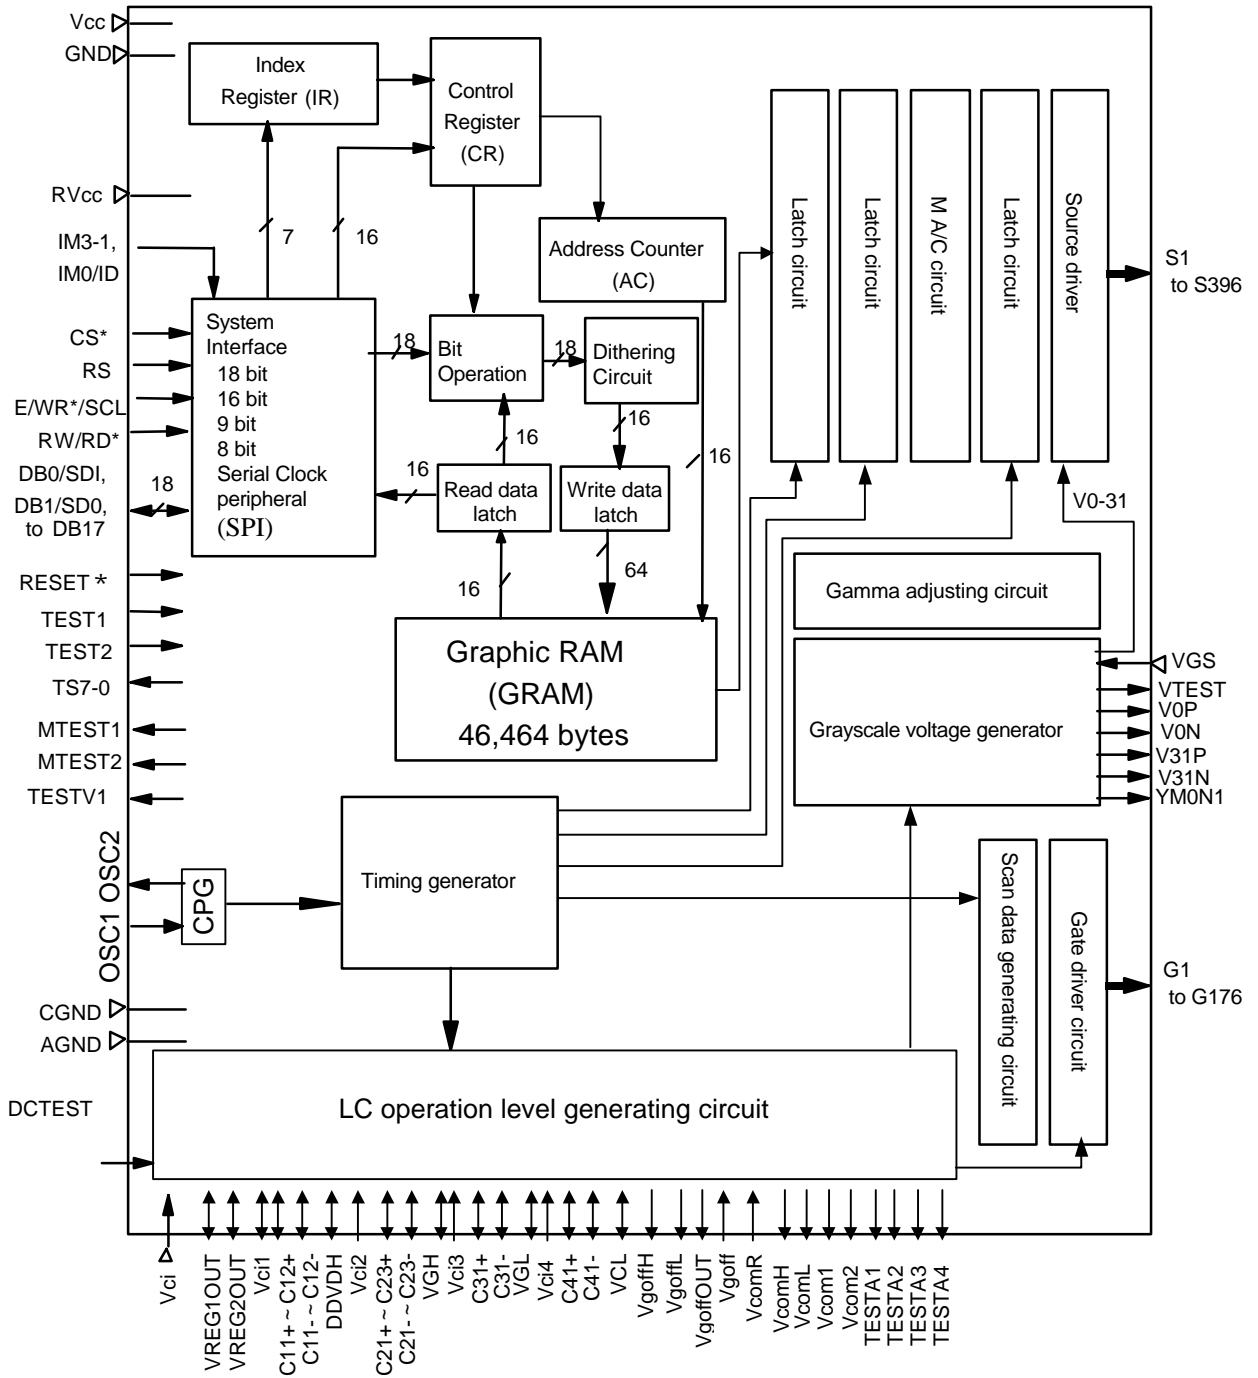 Vcc
GND
Index
Register (IR)
Control
Register
(CR)
RVcc
7
16
IM3-1,
IM0/ID
Address Counter
(AC)
Latch circuit
Latch circuit
M A/C circuit
Latch circuit
Source driver
S1
to S396
System
Interface
18 bit
16 bit
9 bit
8 bit
Serial Clock
peripheral
(SPI)
CS*
RS
E/WR*/SCL
RW/RD*
DB0/SDI,
18
DB1/SD0,
to DB17
18
Bit
Operation
18
Dithering
Circuit
16
16
16
16
Read data
latch
Write data
latch
V0-31
RESET *
TEST1
TEST2
TS7-0
MTEST1
MTEST2
TESTV1
16
64
Graphic RAM
(GRAM)
46,464 bytes
Gamma adjusting circuit
Grayscale voltage generator
VGS
VTEST
V0P
V0N
V31P
V31N
YM0N1
OSC1 OSC2
CPG
Timing generator
Scan data generating circuit
Gate driver circuit
G1
to G176
CGND
AGND
DCTEST
LC operation level generating circuit
Vci
VREG1OUT
VREG2OUT
Vci1
C11+ ~ C12+
C11- ~ C12-
DDVDH
Vci2
C21+ ~ C23+
C21- ~ C23-
VGH
Vci3
C31+
C31-
VGL
Vci4
C41+
C41-
VCL
VgoffH
VgoffL
VgoffOUT
Vgoff
VcomR
VcomH
VcomL
Vcom1
Vcom2
TESTA1
TESTA2
TESTA3
TESTA4